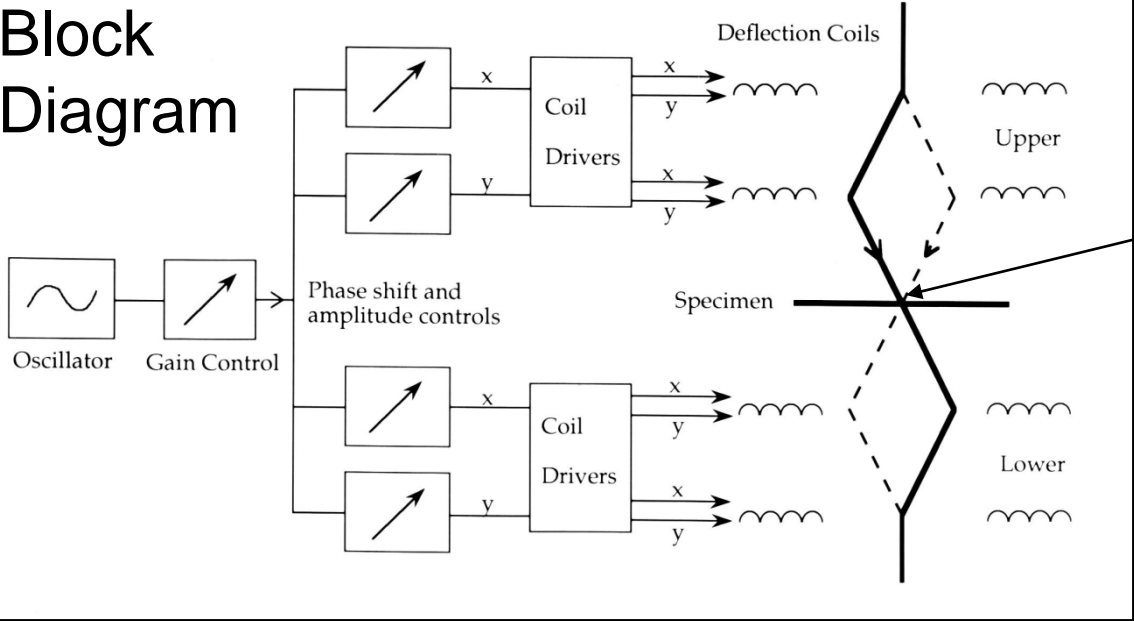 Block
Diagram
Deflection Coils
x
x
y
Coil
Drivers
Upper
y
x
y
Phase shift and
amplitude controls
Specimen
Oscillator
Gain Control
x
x
y
Coil
Drivers
Lower
y
x
y